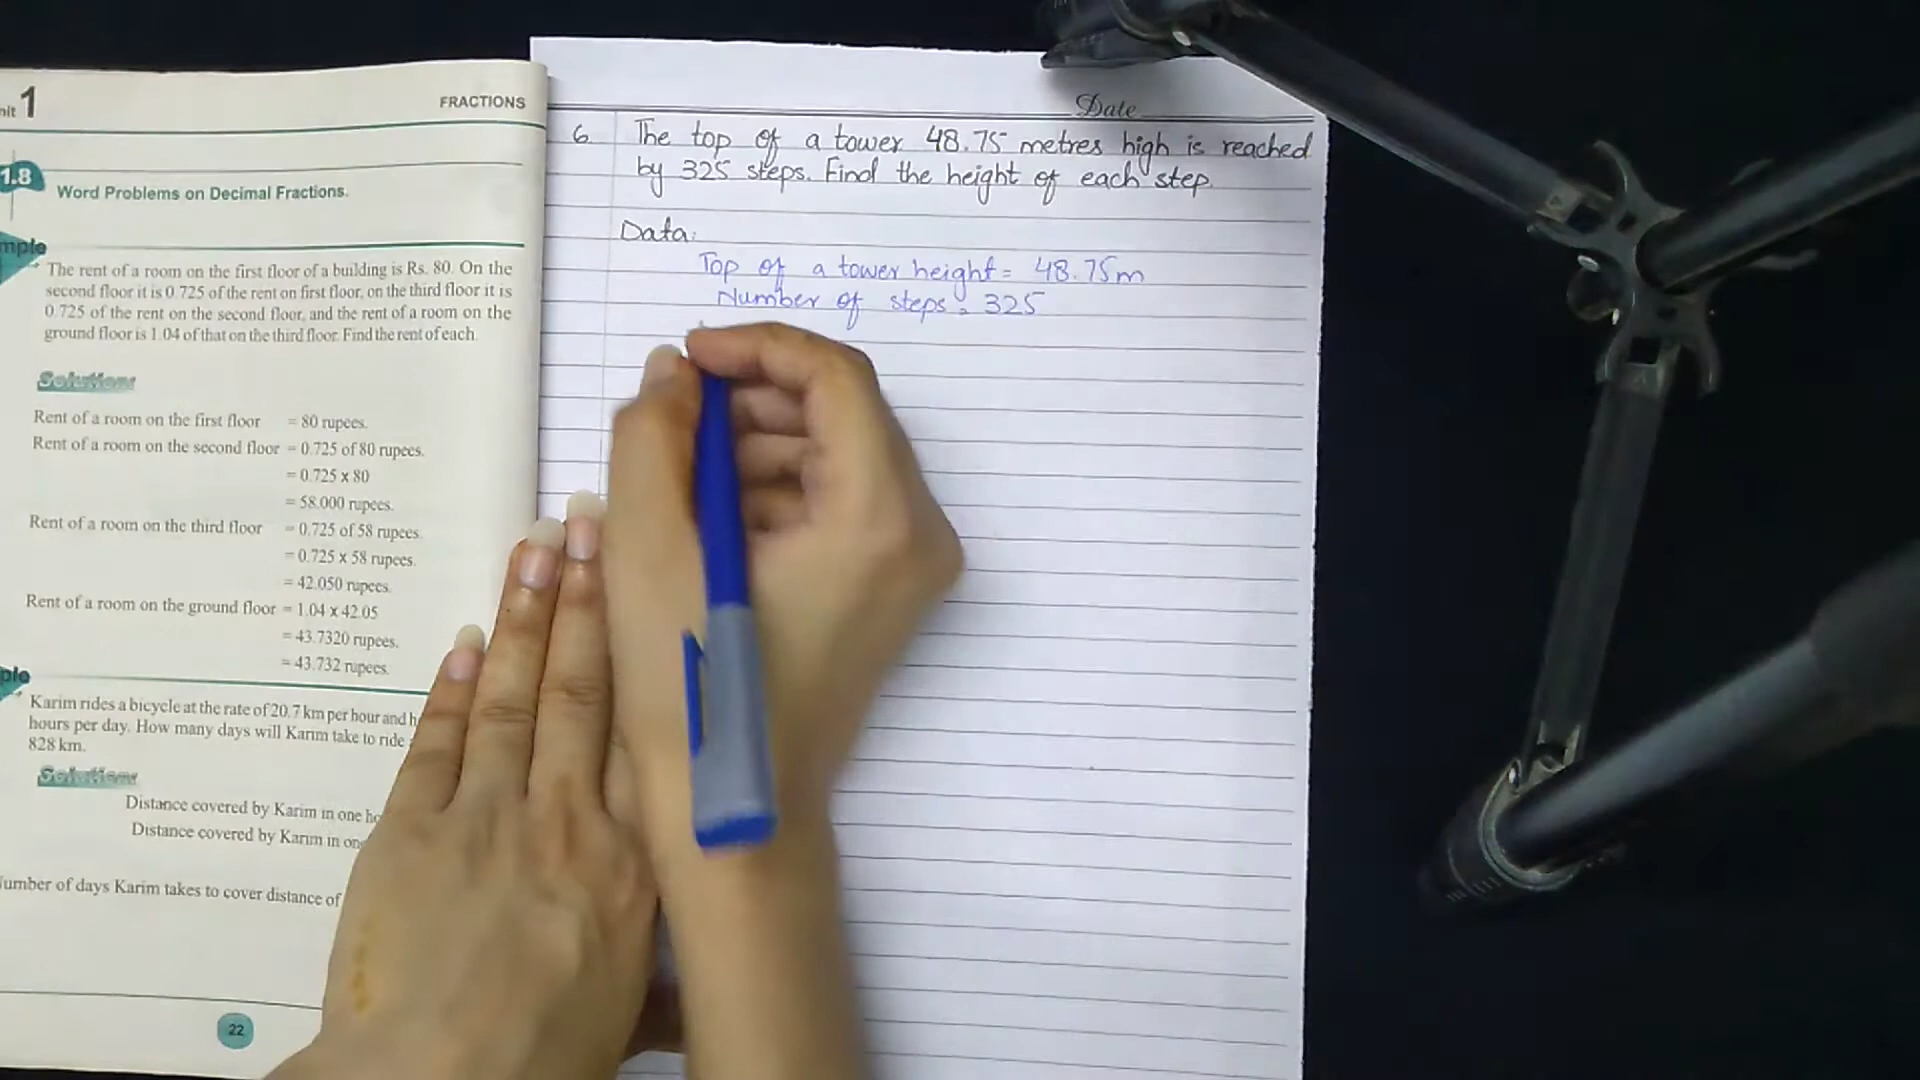 1
FRACTIONS
1.8
Word Problems on Decimal Fractions.
The rent of a room on the first floor of a building is Rs. 80. On the
second floor it is 0.725 of the rent on first floor, on the third floor it is
0.725 of the rent on the second floor, and the rent of a room on the
ground floor is 1.04 of that on the third floor. Find the rent of each.
Solution:
Rent of a room on the first floor = 80 rupees.
Rent of a room on the second floor = 0.725 of 80 rupees.
= 0.725 x 80
= 58.000 rupees.
Rent of a room on the third floor = 0.725 of 58 rupees.
= 0.725 x 58 rupees.
= 42.050 rupees.
Rent of a room on the ground floor = 1.04 x 42.05
= 43.7320 rupees.
= 43.732 rupees.
Karim rides a bicycle at the rate of 20.7 km per hour and
hours per day. How many days will Karim take to ride
828 km.
Solution:
Distance covered by Karim in one
Distance covered by Karim in
umber of days Karim takes to cover distance of
22
Date
6. The top of a tower 48.75 metres high is reached
by 325 steps. Find the height of each step.
Data:
Top of a tower height = 48.75m
Number of steps = 325